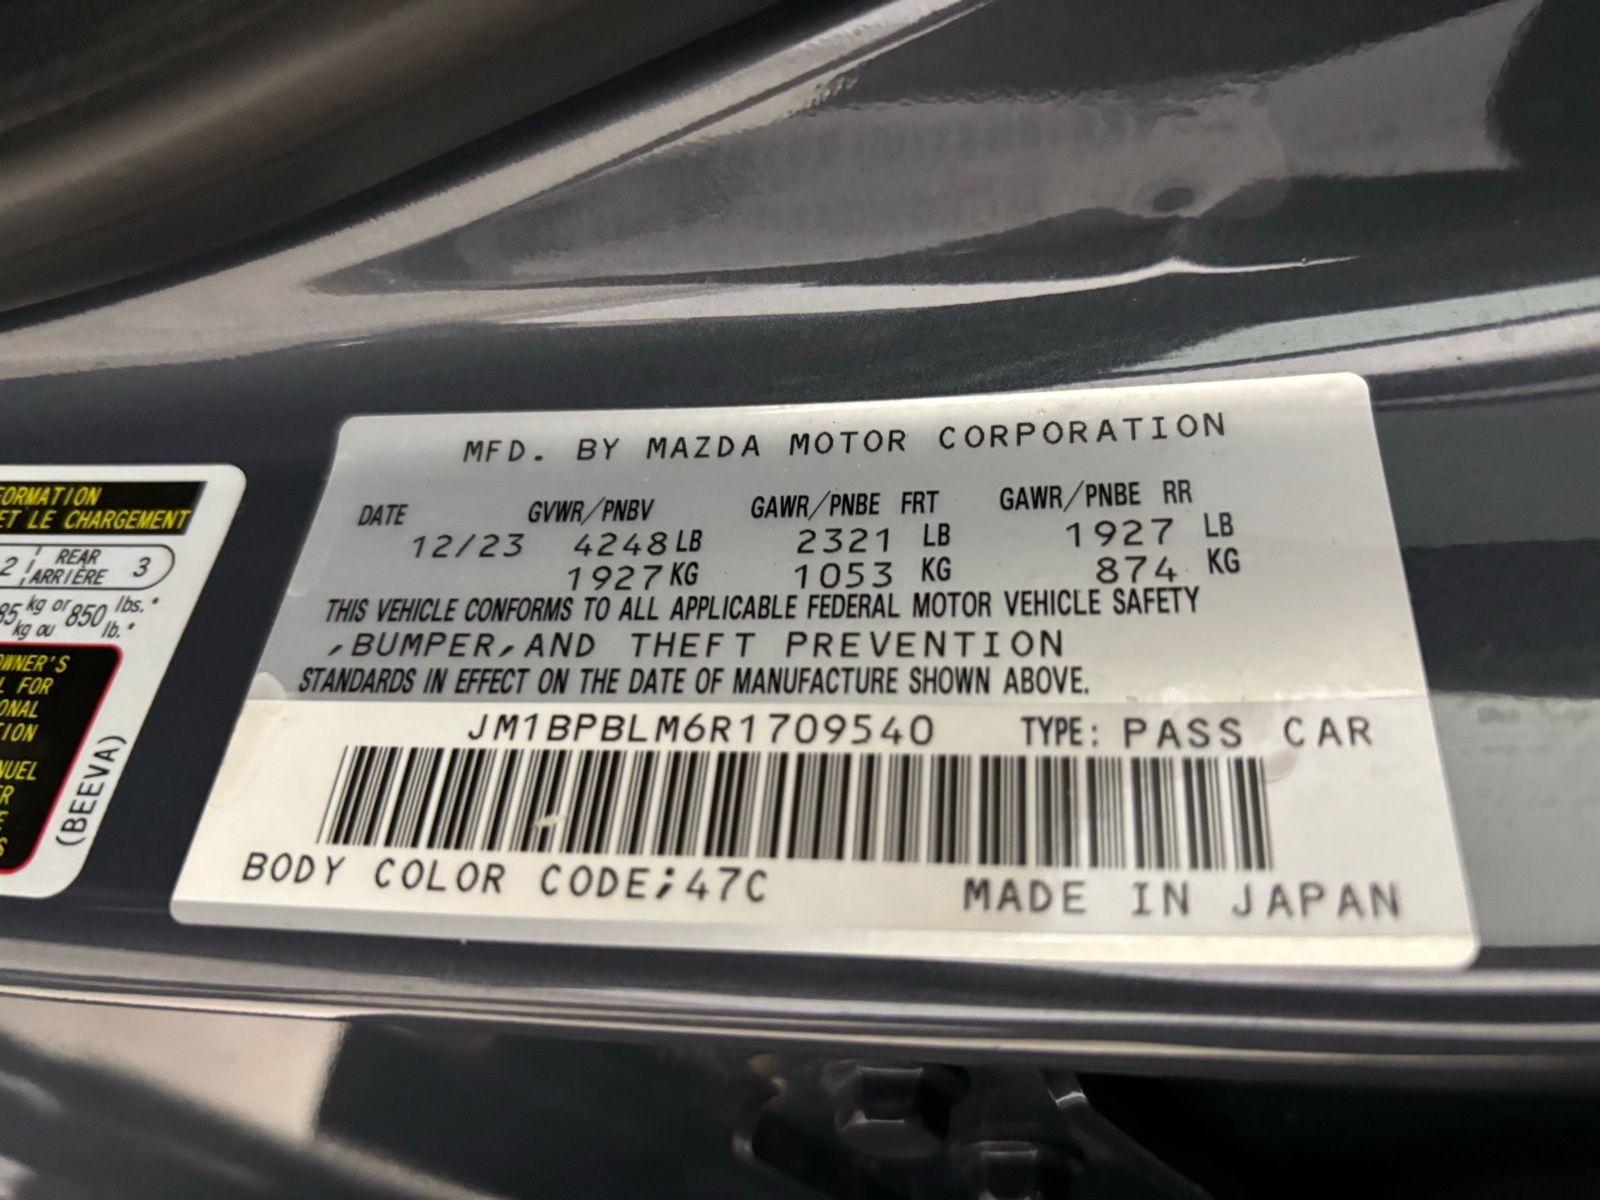 MFD. BY MAZDA MOTOR CORPORATION
DATE GVWR/PNBV GAWR/PNBE FRT GAWR/PNBE RR
12/23 4248 LB 2321 LB 1927 LB
1927 KG 1053 KG 874 KG
THIS VEHICLE CONFORMS TO ALL APPLICABLE FEDERAL MOTOR VEHICLE SAFETY
,BUMPER,AND THEFT PREVENTION
STANDARDS IN EFFECT ON THE DATE OF MANUFACTURE SHOWN ABOVE.
JM1BPBLM6R1709540 TYPE: PASS CAR
BODY COLOR CODE;47C MADE IN JAPAN
ET LE CHARGEMENT
2 REAR ARRIÈRE 3
kg or 850 lbs.*
kg ou lb.*
FOR
(BEEVA)